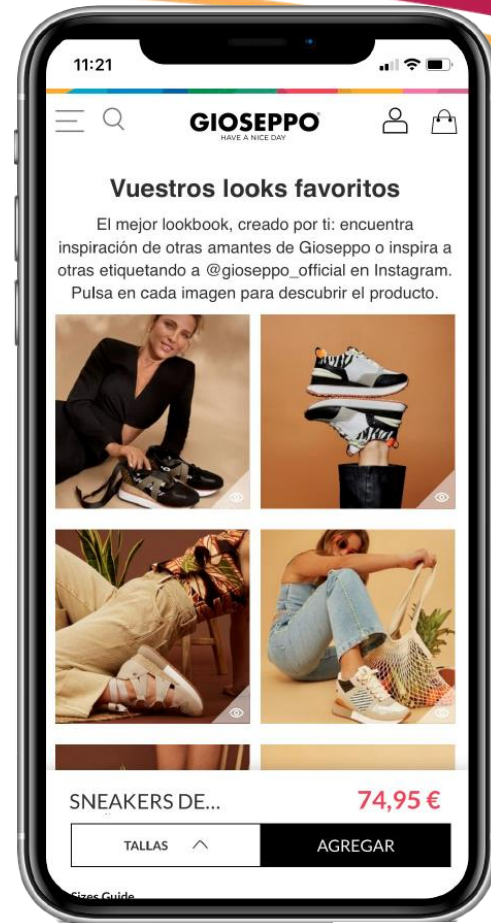 11:21
GIOSEPPO
HAVE A NICE DAY
Vuestros looks favoritos
El mejor lookbook, creado por ti: encuentra
inspiración de otras amantes de Gioseppo o inspira a
otras etiquetando a @gioseppo_official en Instagram.
Pulsa en cada imagen para descubrir el producto.
SNEAKERS DE...
74,95 €
TALLAS
AGREGAR
Sizes Guide